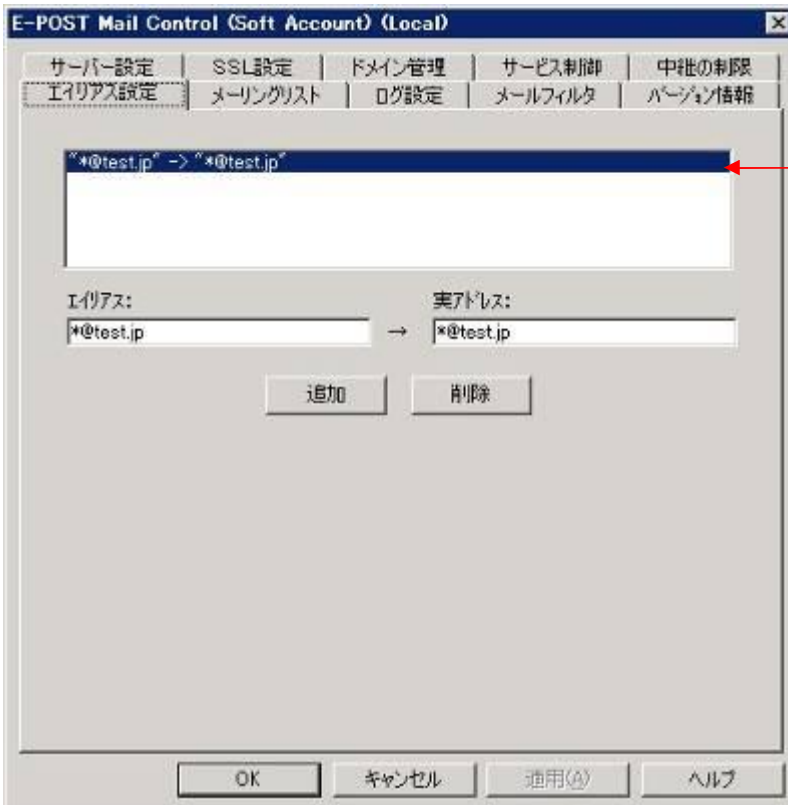 E-POST Mail Control (Soft Account) (Local)
サーバー設定 SSL設定 ドメイン管理 サービス制御 中継の制限
エイリアス設定 メーリングリスト ログ設定 メールフィルタ バージョン情報
"*@test.jp" -> "*@test.jp"
エイリアス: 実アドレス:
*@test.jp → *@test.jp
追加 削除
OK キャンセル 適用(A) ヘルプ